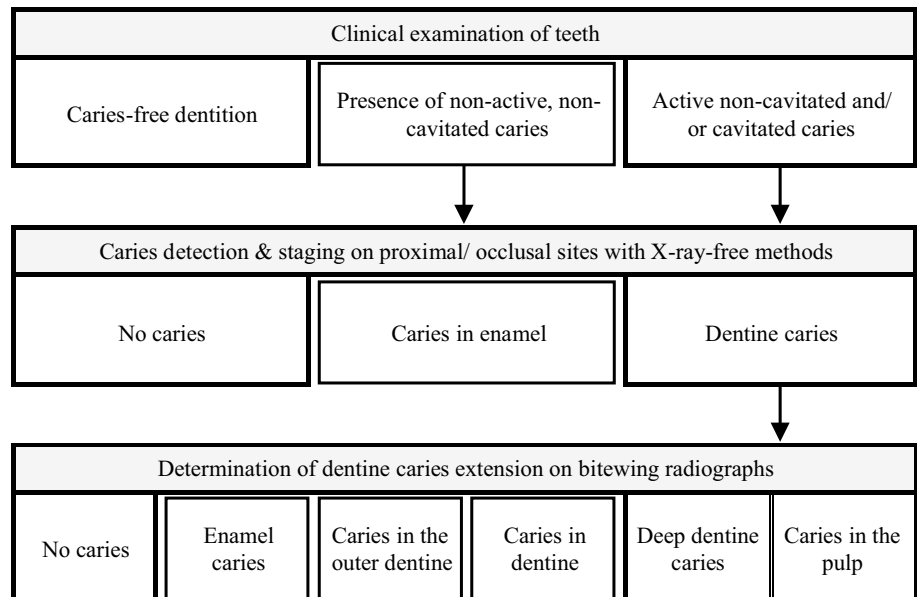 Clinical examination of teeth
Caries-free dentition
Presence of non-active, non-
cavitated caries
Active non-cavitated and/
or cavitated caries
Caries detection & staging on proximal/ occlusal sites with X-ray-free methods
No caries
Caries in enamel
Dentine caries
Determination of dentine caries extension on bitewing radiographs
No caries
Enamel
caries
Caries in the
outer dentine
Caries in
dentine
Deep dentine
caries
Caries in the
pulp